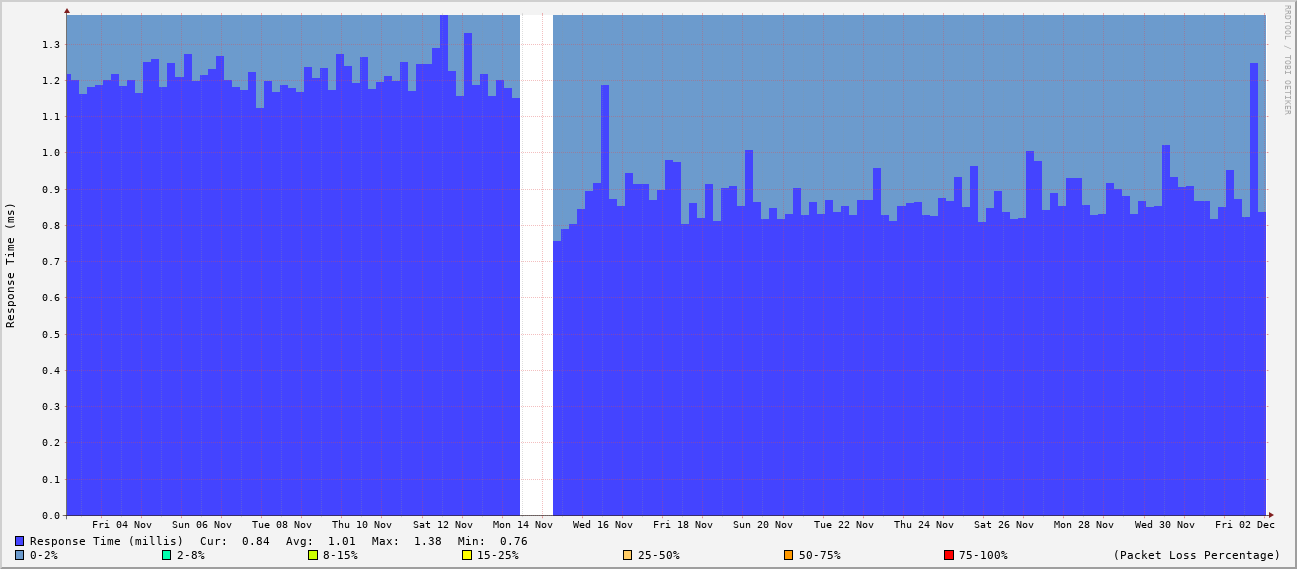 RRDTOOL / TOBI OETIKER
Response Time (ms)
1.3
1.2
1.1
1.0
0.9
0.8
0.7
0.6
0.5
0.4
0.3
0.2
0.1
0.0
Fri 04 Nov Sun 06 Nov Tue 08 Nov Thu 10 Nov Sat 12 Nov Mon 14 Nov Wed 16 Nov Fri 18 Nov Sun 20 Nov Tue 22 Nov Thu 24 Nov Sat 26 Nov Mon 28 Nov Wed 30 Nov Fri 02 Dec
Response Time (millis) Cur: 0.84 Avg: 1.01 Max: 1.38 Min: 0.76
0-2% 2-8% 8-15% 15-25% 25-50% 50-75% 75-100% (Packet Loss Percentage)